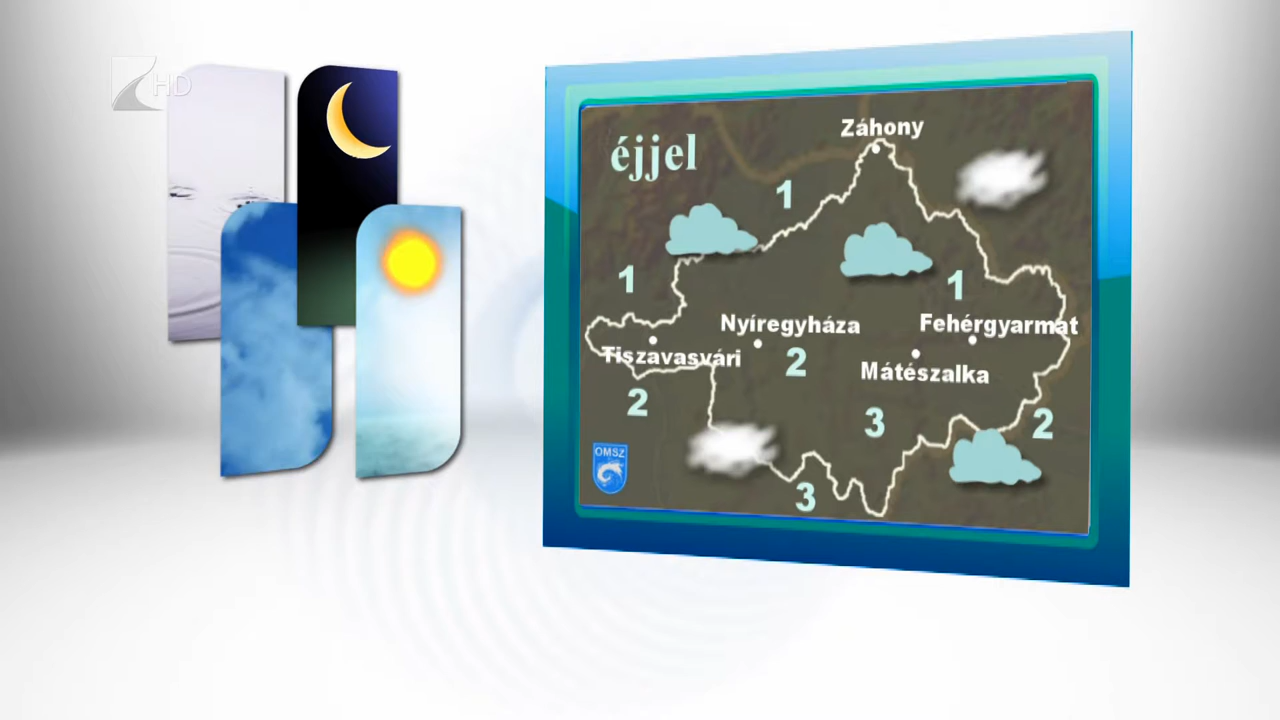 HD
éjjel
Záhony
1
1
1
Nyíregyháza
Fehérgyarmat
Tiszavasvári
2
Mátészalka
2
3
2
OMSZ
3